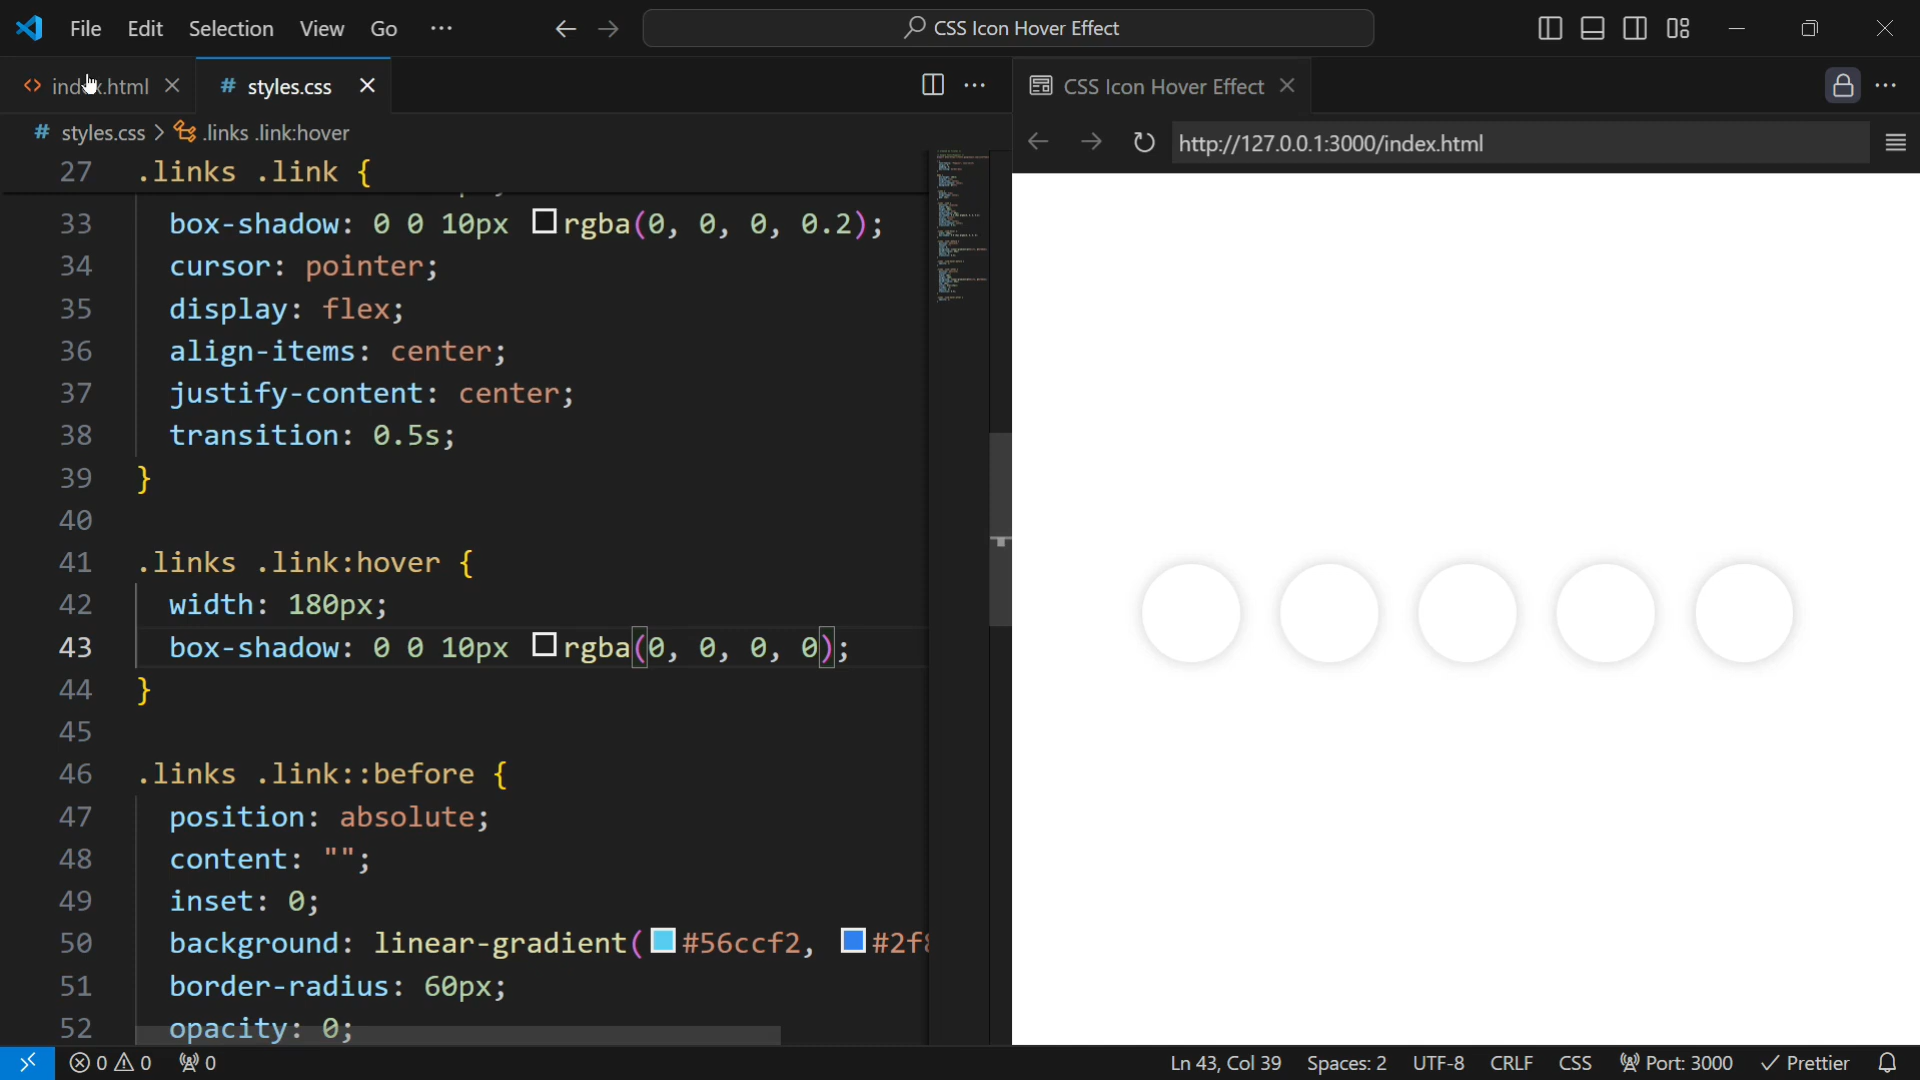 File Edit Selection View Go ··· CSS Icon Hover Effect
index.html # styles.css CSS Icon Hover Effect
# styles.css > .links .link:hover
http://127.0.0.1:3000/index.html
27 .links .link {
33 box-shadow: 0 0 10px rgba(0, 0, 0, 0.2);
34 cursor: pointer;
35 display: flex;
36 align-items: center;
37 justify-content: center;
38 transition: 0.5s;
39 }
40
41 .links .link:hover {
42 width: 180px;
43 box-shadow: 0 0 10px rgba(0, 0, 0, 0);
44 }
45
46 .links .link::before {
47 position: absolute;
48 content: "";
49 inset: 0;
50 background: linear-gradient(#56ccf2, #2f8
51 border-radius: 60px;
52 opacity: 0;
0 0 0 Ln 43, Col 39 Spaces: 2 UTF-8 CRLF CSS Port: 3000 Prettier